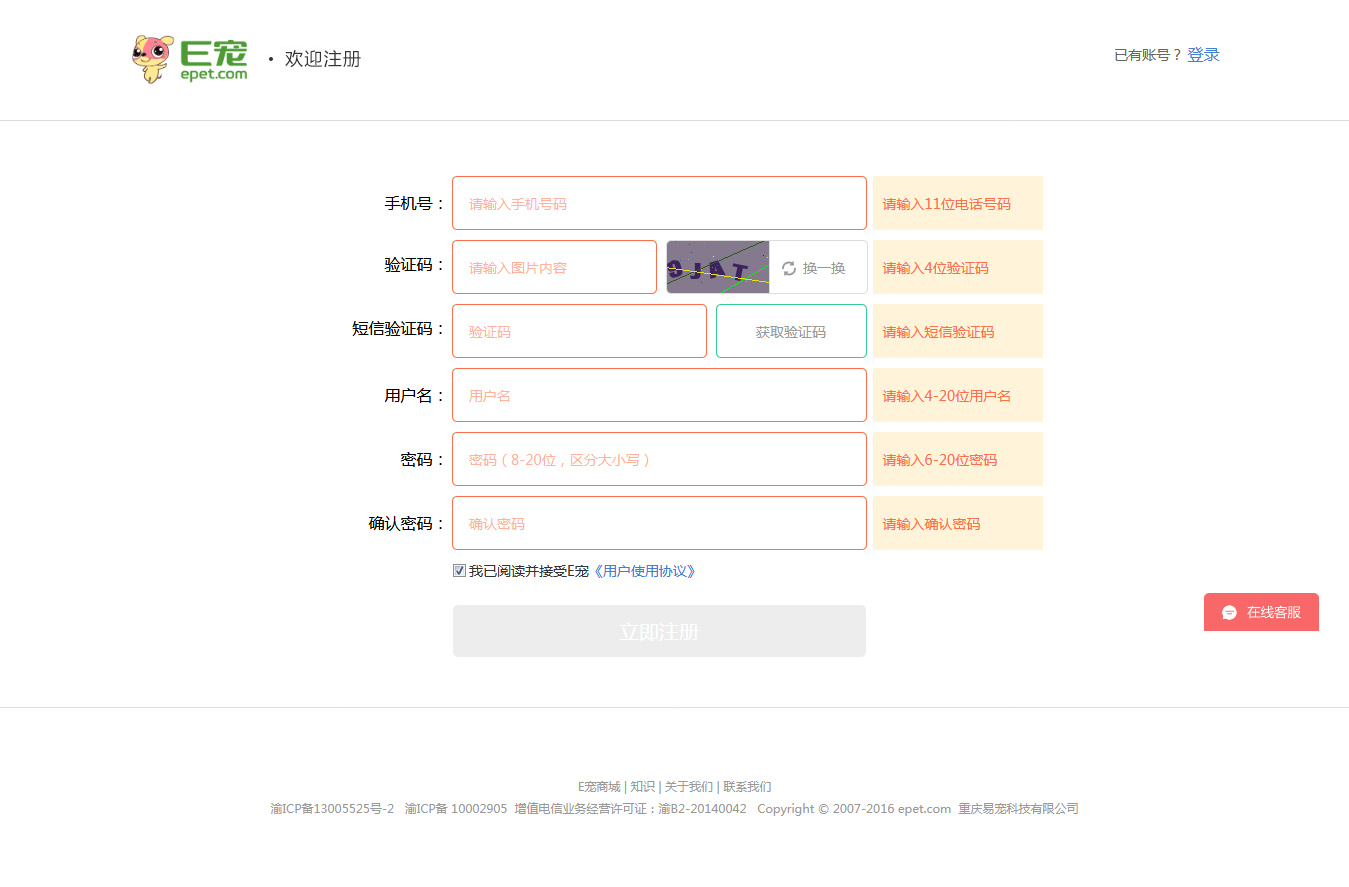 E宠
epet.com
· 欢迎注册
已有账号？登录
手机号：
请输入手机号码
请输入11位电话号码
验证码：
请输入图片内容
9JAT
换一换
请输入4位验证码
短信验证码：
验证码
获取验证码
请输入短信验证码
用户名：
用户名
请输入4-20位用户名
密码：
密码（8-20位，区分大小写）
请输入6-20位密码
确认密码：
确认密码
请输入确认密码
我已阅读并接受E宠《用户使用协议》
立即注册
在线客服
E宠商城 | 知识 | 关于我们 | 联系我们
渝ICP备13005525号-2 渝ICP备 10002905 增值电信业务经营许可证：渝B2-20140042 Copyright © 2007-2016 epet.com 重庆易宠科技有限公司